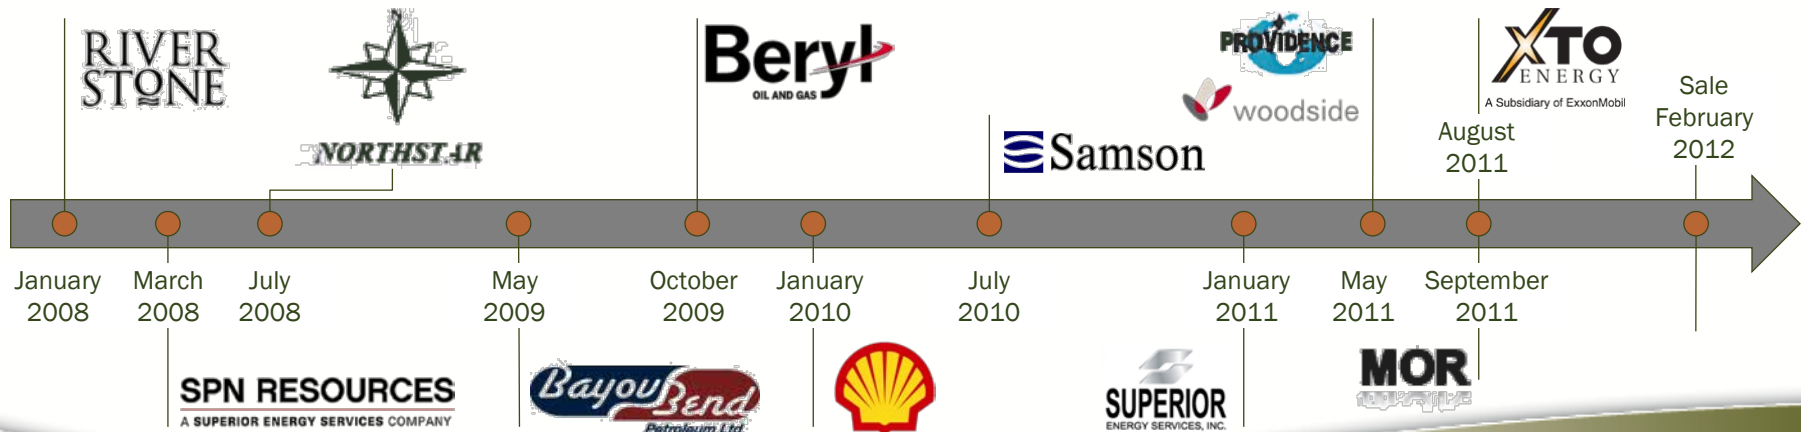 RIVER
STONE
NORTHSTAR
Beryl
OIL AND GAS
Samson
PROVIDENCE
woodside
XTO
ENERGY
A Subsidiary of ExxonMobil
August
2011
Sale
February
2012
January
2008
March
2008
July
2008
May
2009
October
2009
January
2010
July
2010
January
2011
May
2011
September
2011
SPN RESOURCES
A SUPERIOR ENERGY SERVICES COMPANY
Bayou Bend
Petroleum Ltd
SUPERIOR
ENERGY SERVICES, INC.
MOR